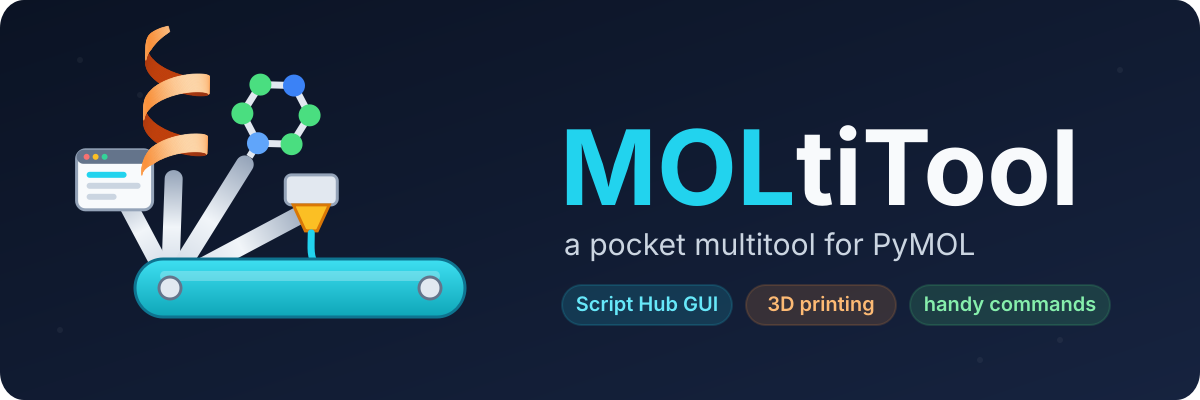 MOLtiTool
a pocket multitool for PyMOL
Script Hub GUI
3D printing
handy commands